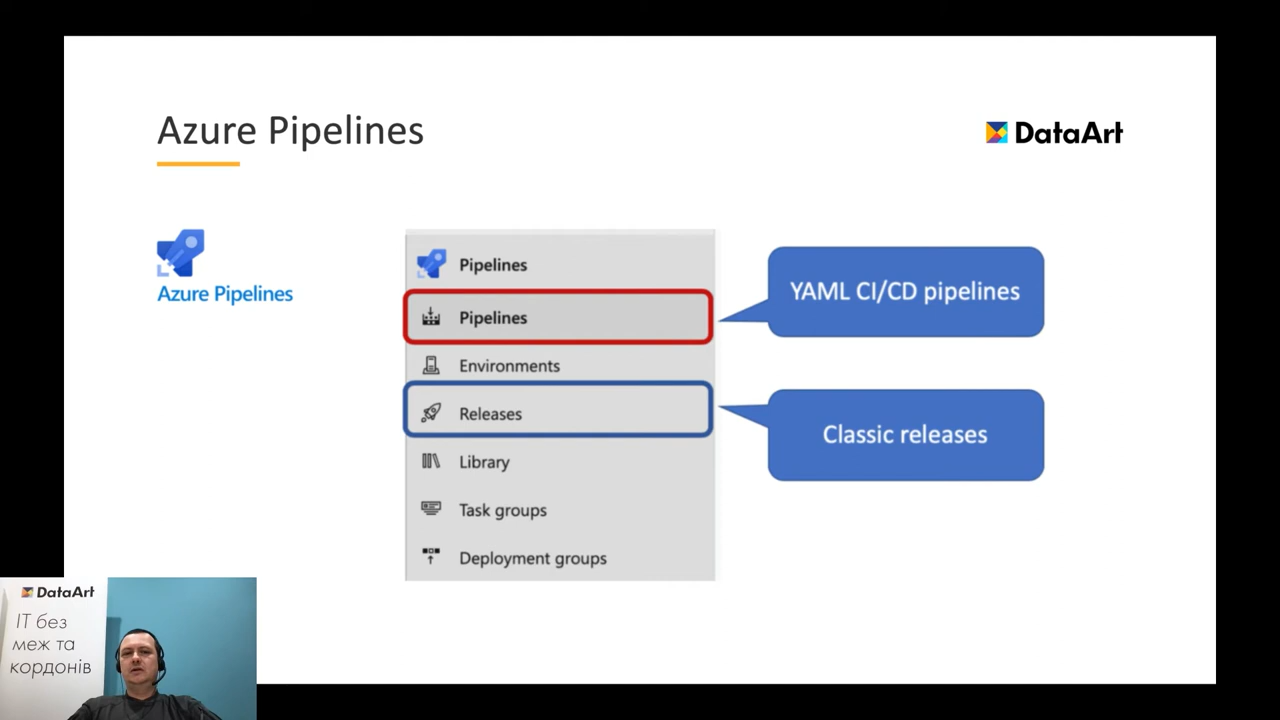 Azure Pipelines
DataArt
Azure Pipelines
Pipelines
Pipelines
Environments
Releases
Library
Task groups
Deployment groups
YAML CI/CD pipelines
Classic releases
DataArt
ІТ без
меж та
кордонів